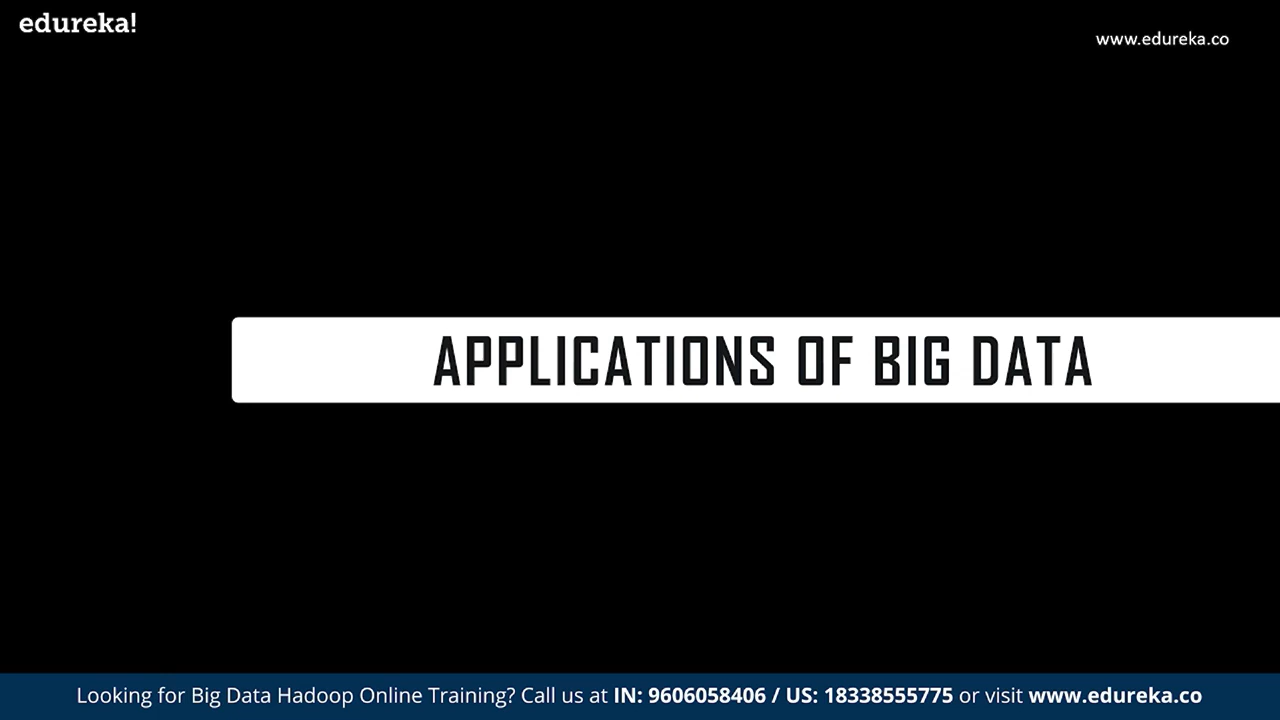 edureka!
www.edureka.co
APPLICATIONS OF BIG DATA
Looking for Big Data Hadoop Online Training? Call us at IN: 9606058406 / US: 18338555775 or visit www.edureka.co